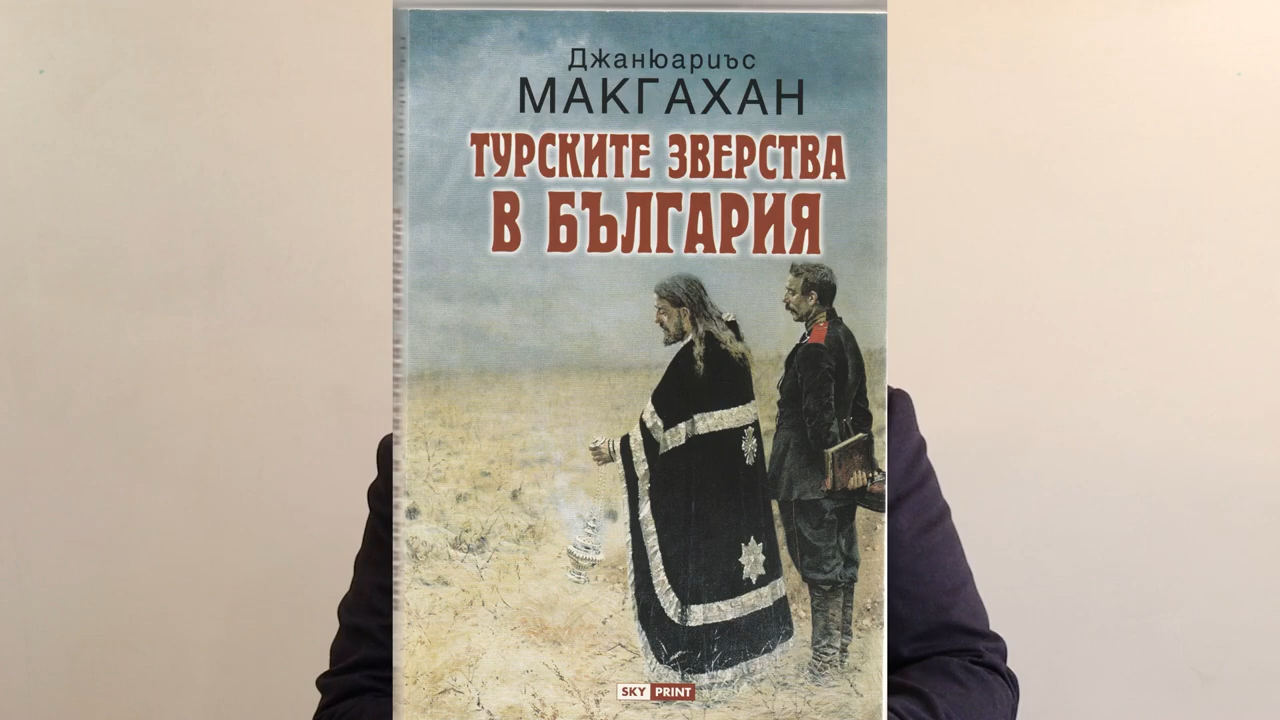 Джанюариъс
МАКГАХАН
ТУРСКИТЕ ЗВЕРСТВА
В БЪЛГАРИЯ
SKY PRINT